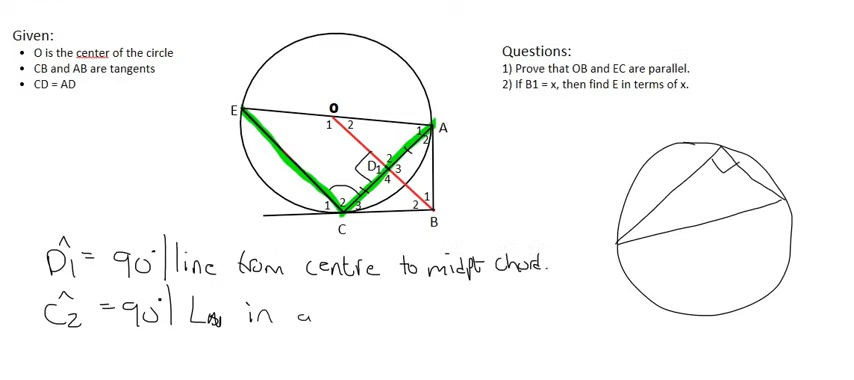 Given:
• O is the center of the circle
• CB and AB are tangents
• CD = AD
Questions:
1) Prove that OB and EC are parallel.
2) If B1 = x, then find E in terms of x.
E
O
1 2
A
1
2
D
1
2
3
4
1
2
B
1 2 3
C
D̂1 = 90° | line from centre to midpt chord.
Ĉ2 = 90° | L in a